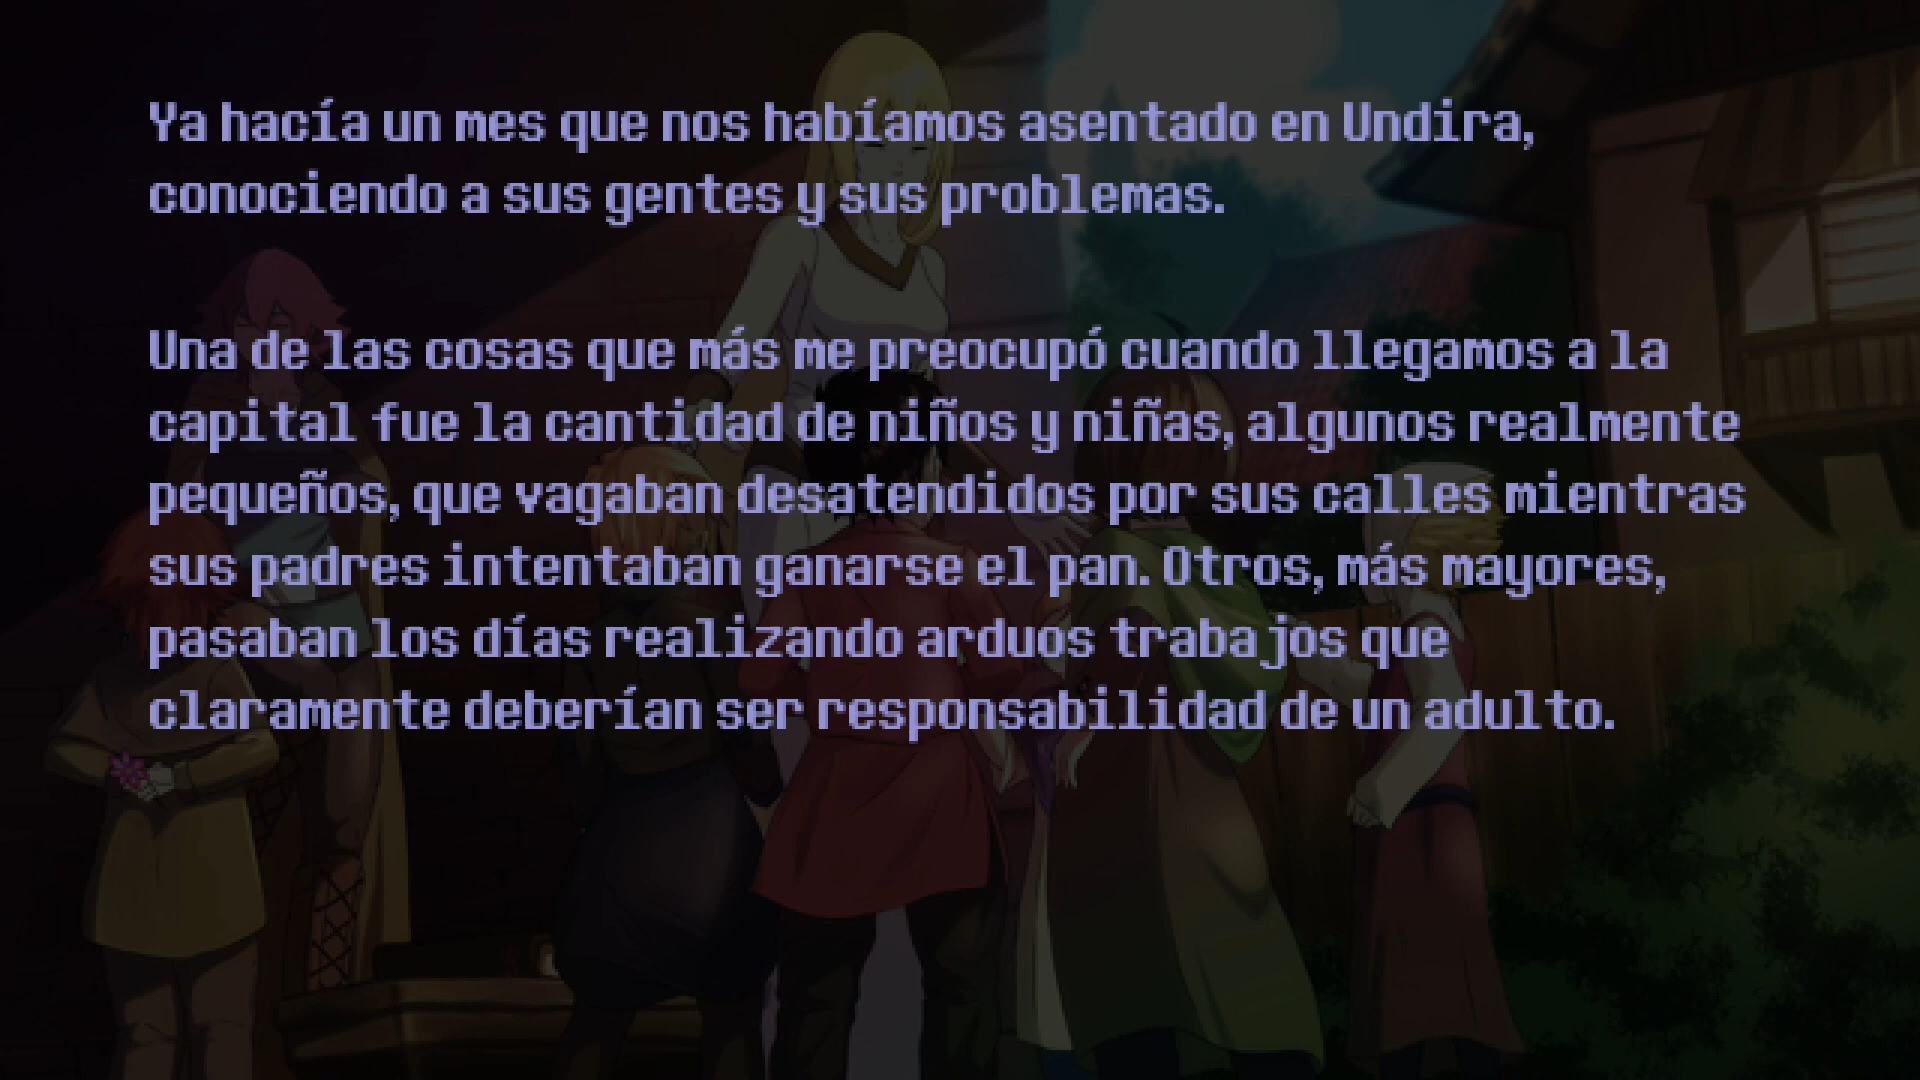 Ya hacía un mes que nos habíamos asentado en Undira,
conociendo a sus gentes y sus problemas.
Una de las cosas que más me preocupó cuando llegamos a la
capital fue la cantidad de niños y niñas, algunos realmente
pequeños, que vagaban desatendidos por sus calles mientras
sus padres intentaban ganarse el pan. Otros, más mayores,
pasaban los días realizando arduos trabajos que
claramente deberían ser responsabilidad de un adulto.